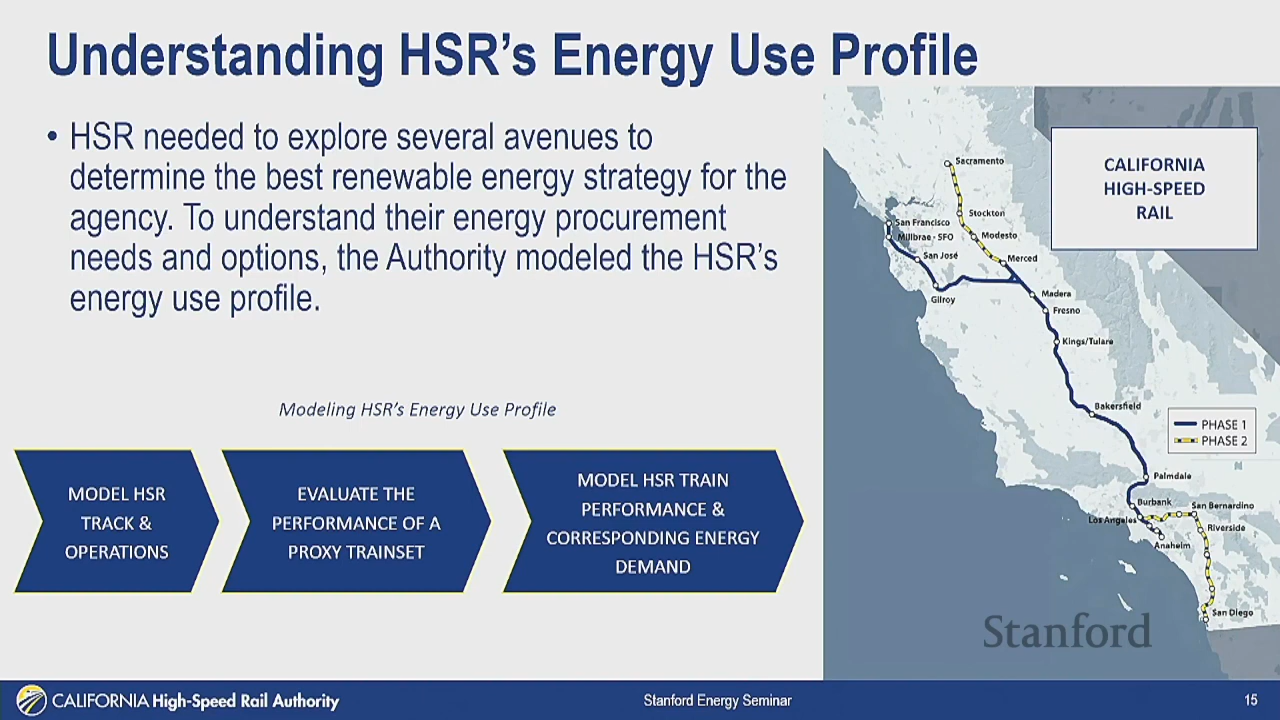 Understanding HSR's Energy Use Profile
• HSR needed to explore several avenues to
determine the best renewable energy strategy for the
agency. To understand their energy procurement
needs and options, the Authority modeled the HSR's
energy use profile.
Modeling HSR's Energy Use Profile
MODEL HSR
TRACK &
OPERATIONS
EVALUATE THE
PERFORMANCE OF A
PROXY TRAINSET
MODEL HSR TRAIN
PERFORMANCE &
CORRESPONDING ENERGY
DEMAND
CALIFORNIA
HIGH-SPEED
RAIL
Sacramento
Stockton
San Francisco
Modesto
Millbrae - SFO
San José
Merced
Gilroy
Madera
Fresno
Kings/Tulare
Bakersfield
PHASE 1
PHASE 2
Palmdale
Burbank
San Bernardino
Los Angeles
Riverside
Anaheim
San Diego
Stanford
CALIFORNIA High-Speed Rail Authority
Stanford Energy Seminar
15